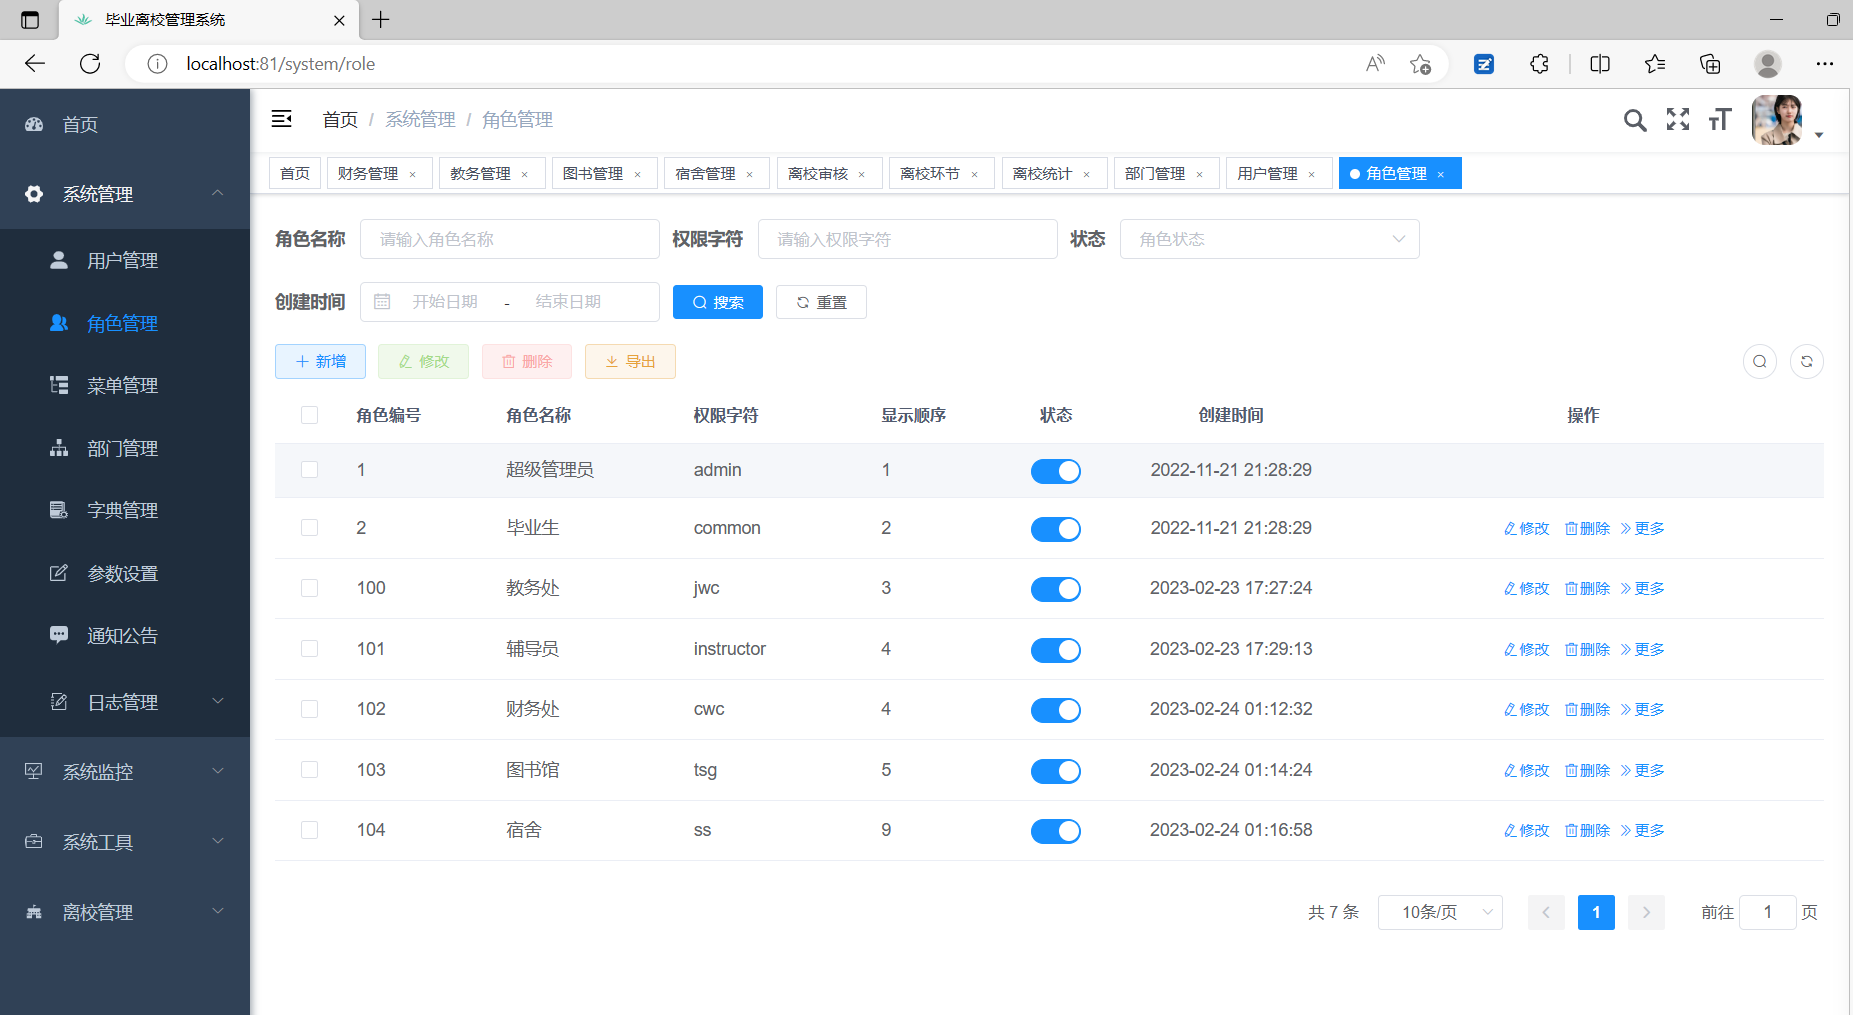 毕业离校管理系统
localhost:81/system/role
首页
系统管理
用户管理
角色管理
菜单管理
部门管理
字典管理
参数设置
通知公告
日志管理
系统监控
系统工具
离校管理
首页 / 系统管理 / 角色管理
首页 财务管理 × 教务管理 × 图书管理 × 宿舍管理 × 离校审核 × 离校环节 × 离校统计 × 部门管理 × 用户管理 × 角色管理 ×
角色名称 请输入角色名称 权限字符 请输入权限字符 状态 角色状态
创建时间 开始日期 - 结束日期 搜索 重置
新增 修改 删除 导出
角色编号 角色名称 权限字符 显示顺序 状态 创建时间 操作
1 超级管理员 admin 1 2022-11-21 21:28:29
2 毕业生 common 2 2022-11-21 21:28:29 修改 删除 更多
100 教务处 jwc 3 2023-02-23 17:27:24 修改 删除 更多
101 辅导员 instructor 4 2023-02-23 17:29:13 修改 删除 更多
102 财务处 cwc 4 2023-02-24 01:12:32 修改 删除 更多
103 图书馆 tsg 5 2023-02-24 01:14:24 修改 删除 更多
104 宿舍 ss 9 2023-02-24 01:16:58 修改 删除 更多
共 7 条 10条/页 1 前往 1 页